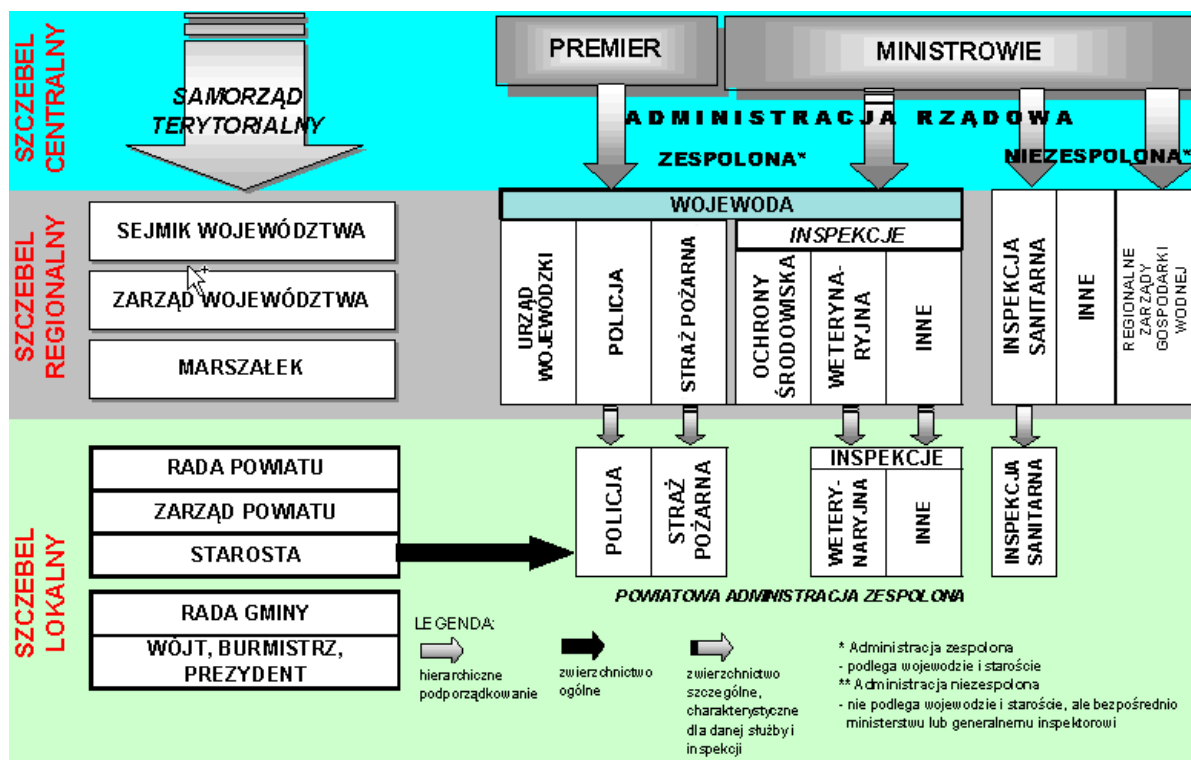 SZCZEBEL
CENTRALNY
SAMORZĄD
TERYTORIALNY
PREMIER
MINISTROWIE
ADMINISTRACJA RZĄDOWA
ZESPOLONA*
NIEZESPOLONA*
SZCZEBEL
REGIONALNY
SEJMIK WOJEWÓDZTWA
ZARZĄD WOJEWÓDZTWA
MARSZAŁEK
WOJEWODA
URZĄD
WOJEWÓDZKI
POLICJA
STRAŻ POŻARNA
INSPEKCJE
OCHRONY
ŚRODOWISKA
WETERYNA-
RYJNA
INNE
INSPEKCJA
SANITARNA
INNE
REGIONALNE
ZARZĄDY
GOSPODARKI
WODNEJ
SZCZEBEL
LOKALNY
RADA POWIATU
ZARZĄD POWIATU
STAROSTA
RADA GMINY
WÓJT, BURMISTRZ,
PREZYDENT
POLICJA
STRAŻ
POŻARNA
INSPEKCJE
WETERY-
NARYJNA
INNE
INSPEKCJA
SANITARNA
POWIATOWA ADMINISTRACJA ZESPOLONA
LEGENDA:
hierarchiczne
podporządkowanie
zwierzchnictwo
ogólne
zwierzchnictwo
szczególne,
charakterystyczne
dla danej służby i
inspekcji
* Administracja zespolona
- podlega wojewodzie i staroście
** Administracja niezespolona
- nie podlega wojewodzie i staroście, ale bezpośrednio
ministerstwu lub generalnemu inspektorowi